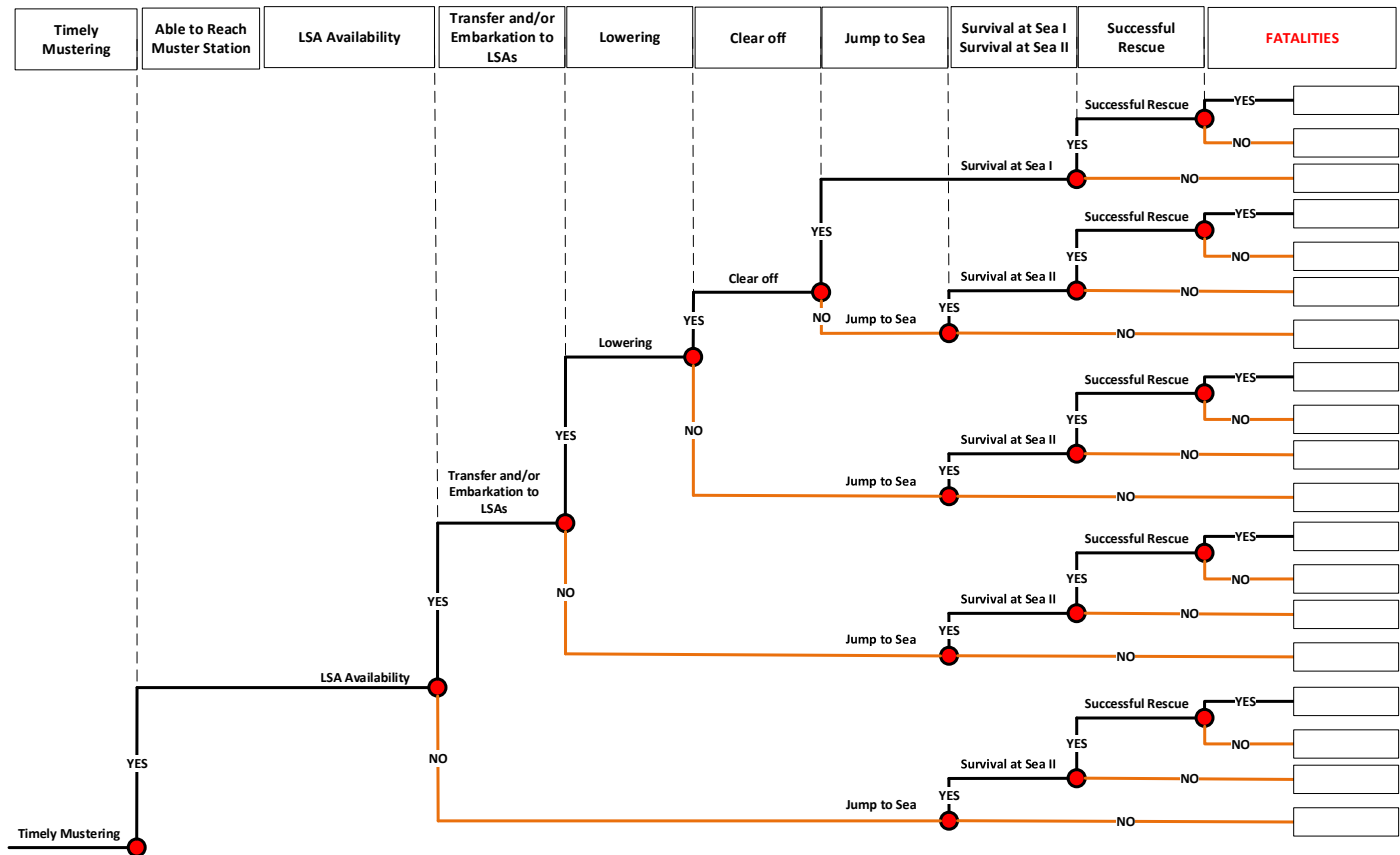 Timely
Mustering
Able to Reach
Muster Station
LSA Availability
Transfer and/or
Embarkation to
LSAs
Lowering
Clear off
Jump to Sea
Survival at Sea I
Survival at Sea II
Successful
Rescue
FATALITIES
Successful Rescue
YES
NO
YES
Survival at Sea I
NO
Successful Rescue
YES
YES
NO
YES
Survival at Sea II
NO
Clear off
YES
NO
Jump to Sea
NO
YES
Lowering
Successful Rescue
YES
NO
YES
YES
NO
Survival at Sea II
NO
Transfer and/or
Embarkation to
LSAs
YES
Jump to Sea
NO
Successful Rescue
YES
NO
YES
NO
YES
Survival at Sea II
NO
YES
Jump to Sea
NO
LSA Availability
Successful Rescue
YES
NO
YES
NO
YES
Survival at Sea II
NO
YES
Jump to Sea
NO
Timely Mustering